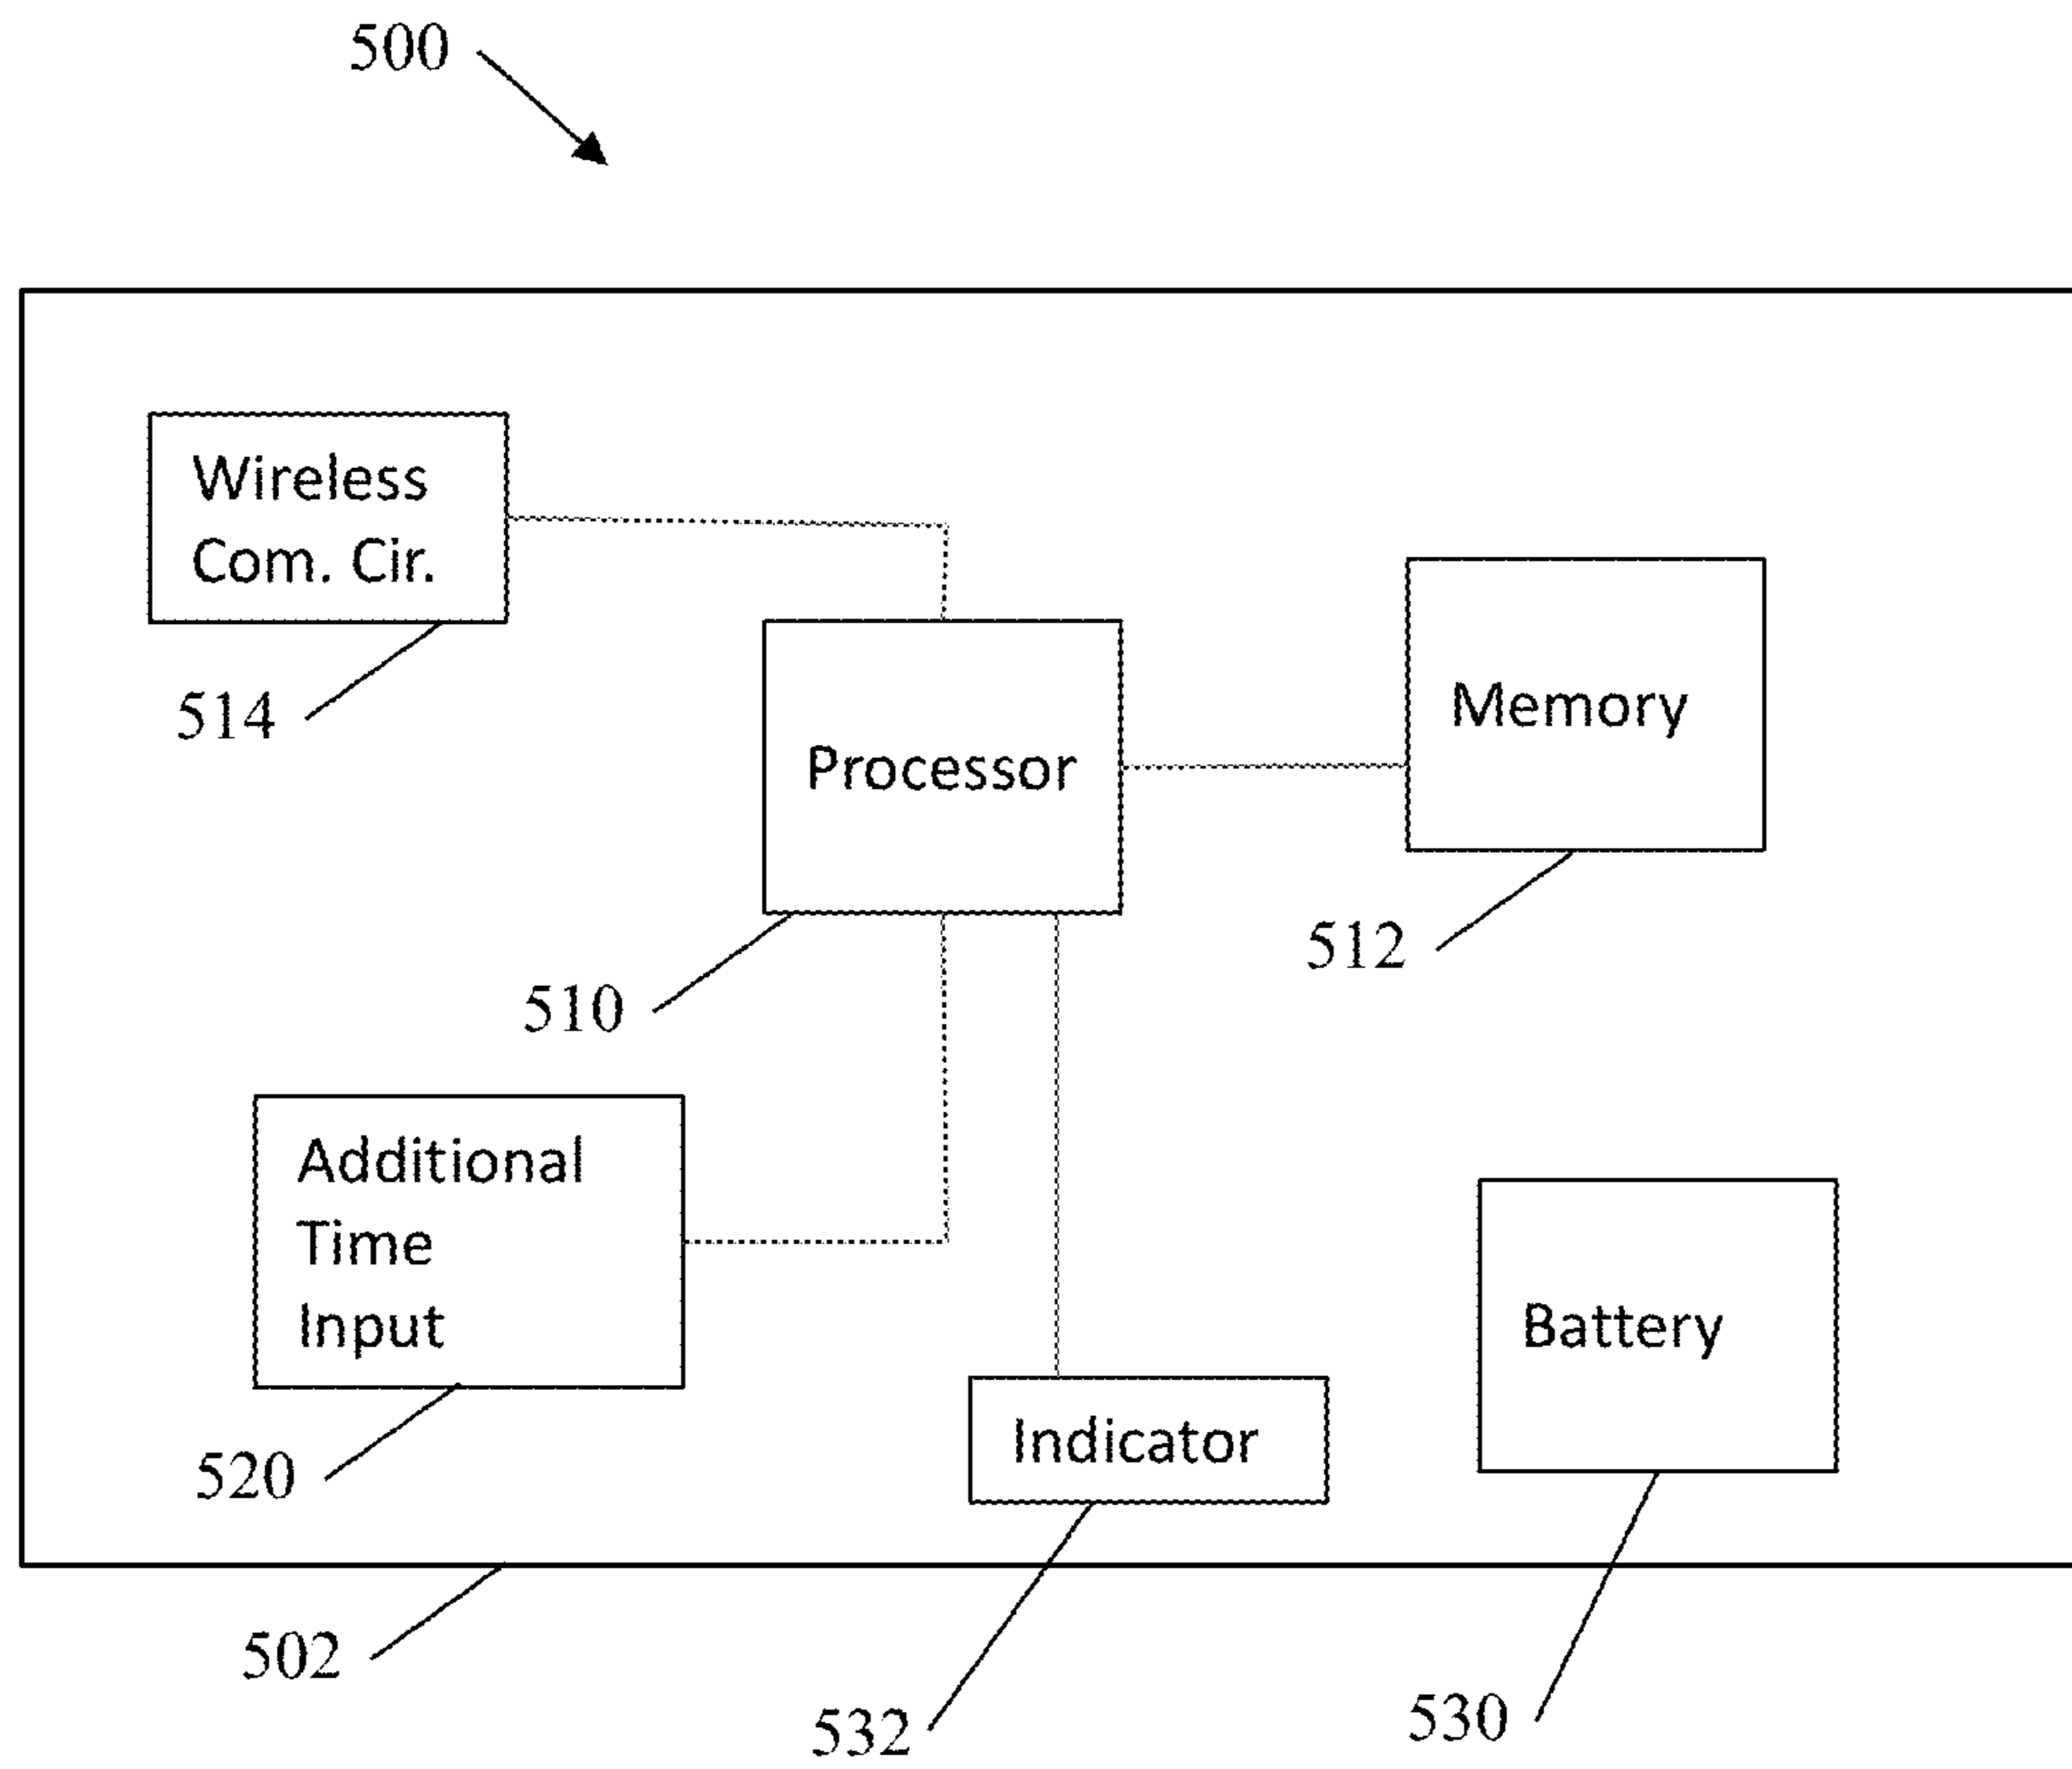 500
Wireless
Com. Cir.
514
Processor
510
Memory
512
Additional
Time
Input
520
Indicator
532
Battery
530
502